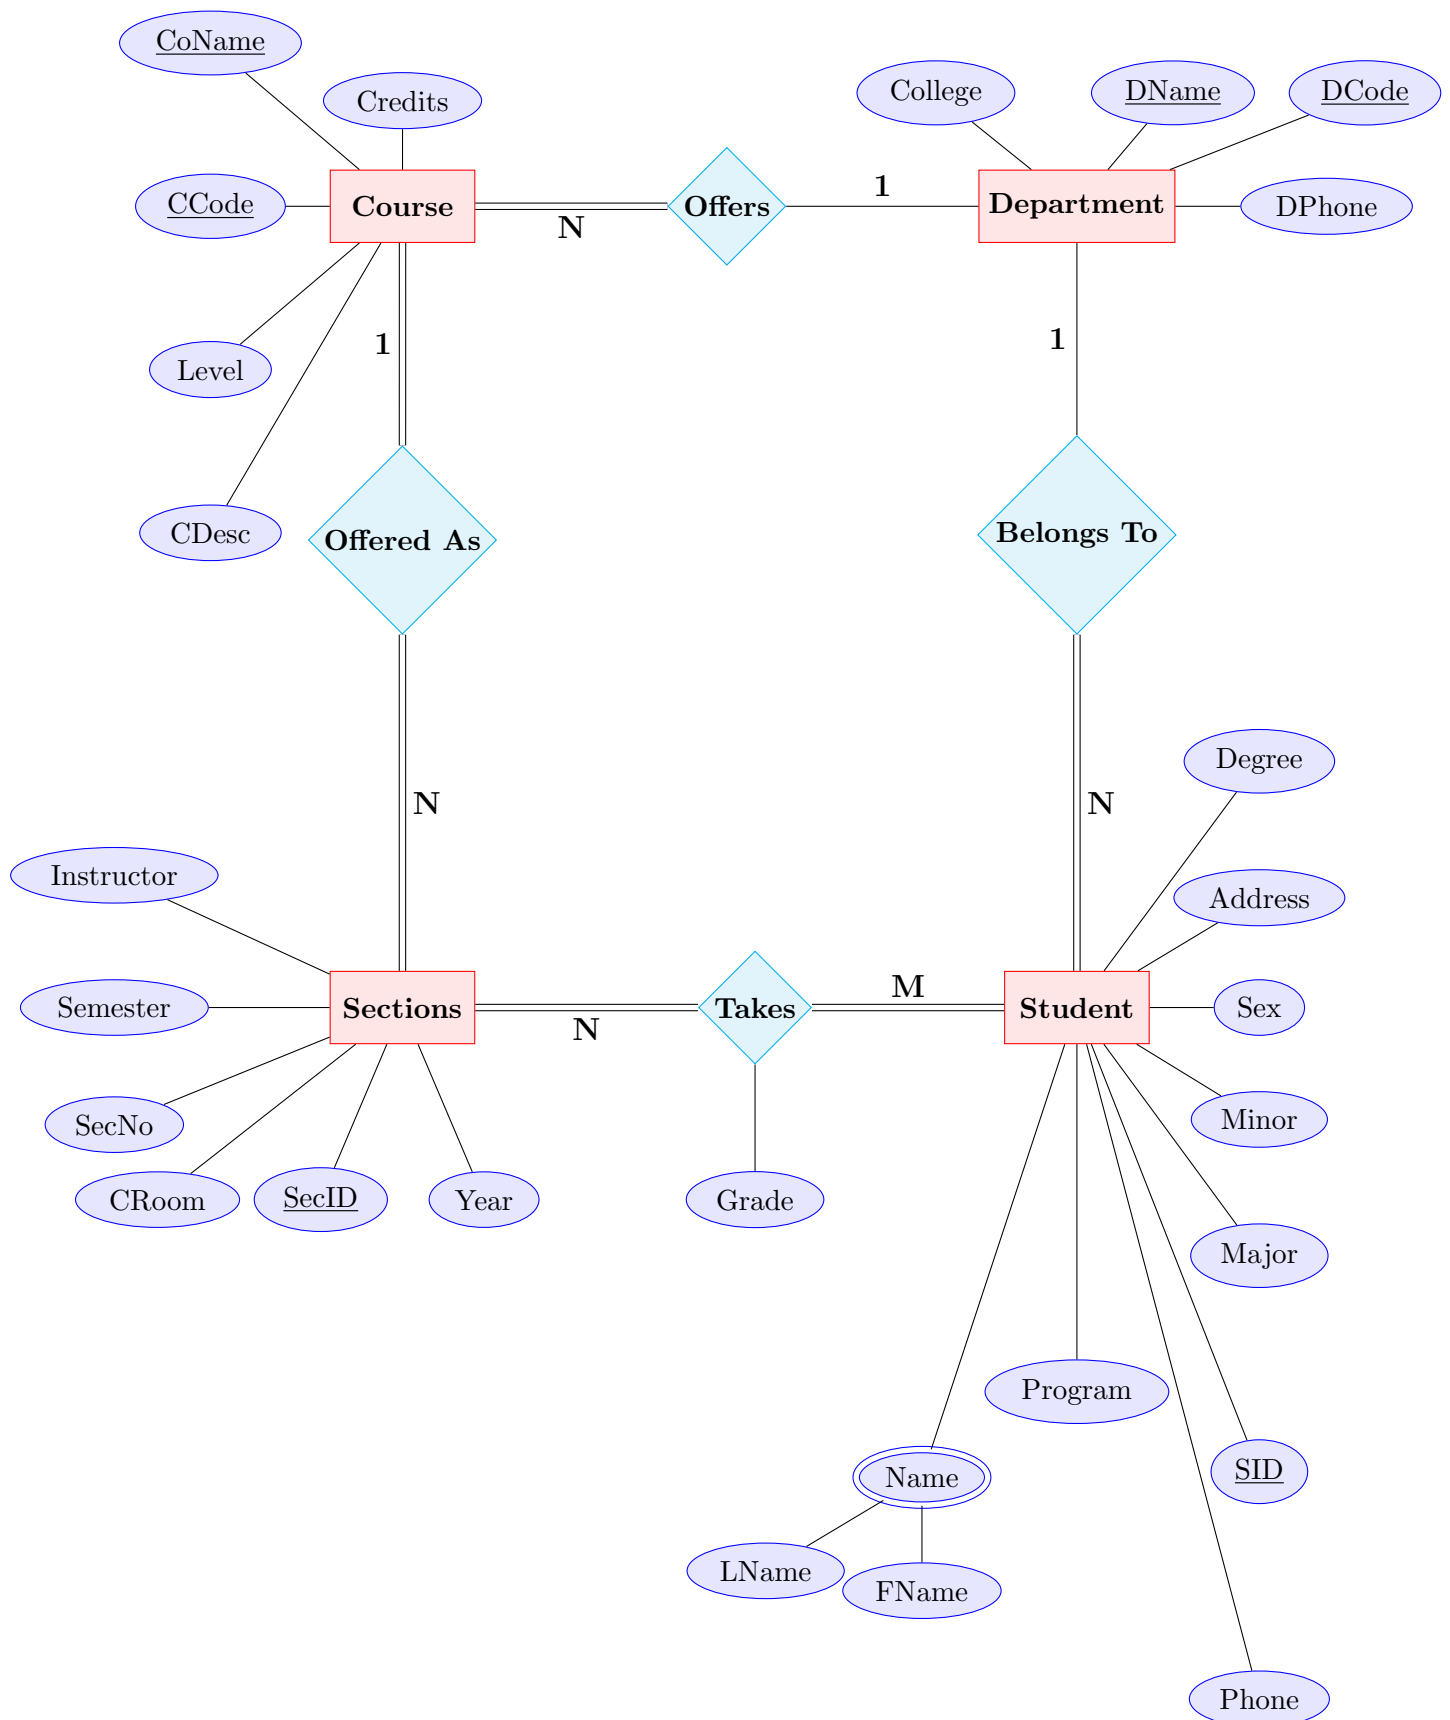 CoName
Credits
College
DName
DCode
CCode
Course
N
Offers
1
Department
DPhone
1
1
Level
CDesc
Offered As
Belongs To
Degree
N
N
Instructor
Address
Semester
Sections
N
Takes
M
Student
Sex
SecNo
Minor
CRoom
SecID
Year
Grade
Major
Program
Name
SID
LName
FName
Phone